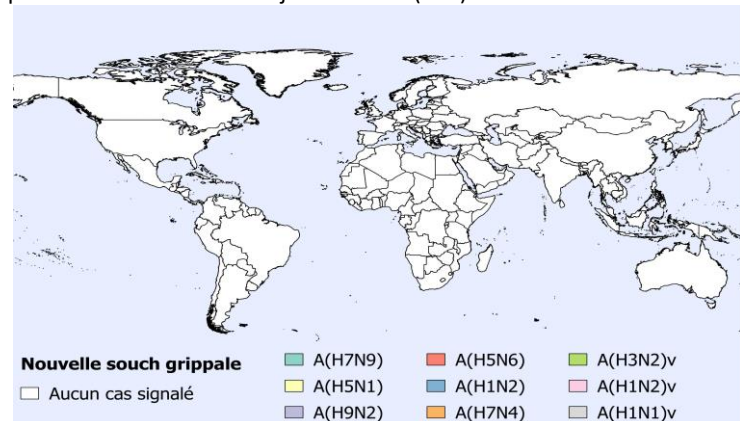 Nouvelle souch grippale
Aucun cas signalé
A(H7N9) A(H5N6) A(H3N2)v
A(H5N1) A(H1N2) A(H1N2)v
A(H9N2) A(H7N4) A(H1N1)v